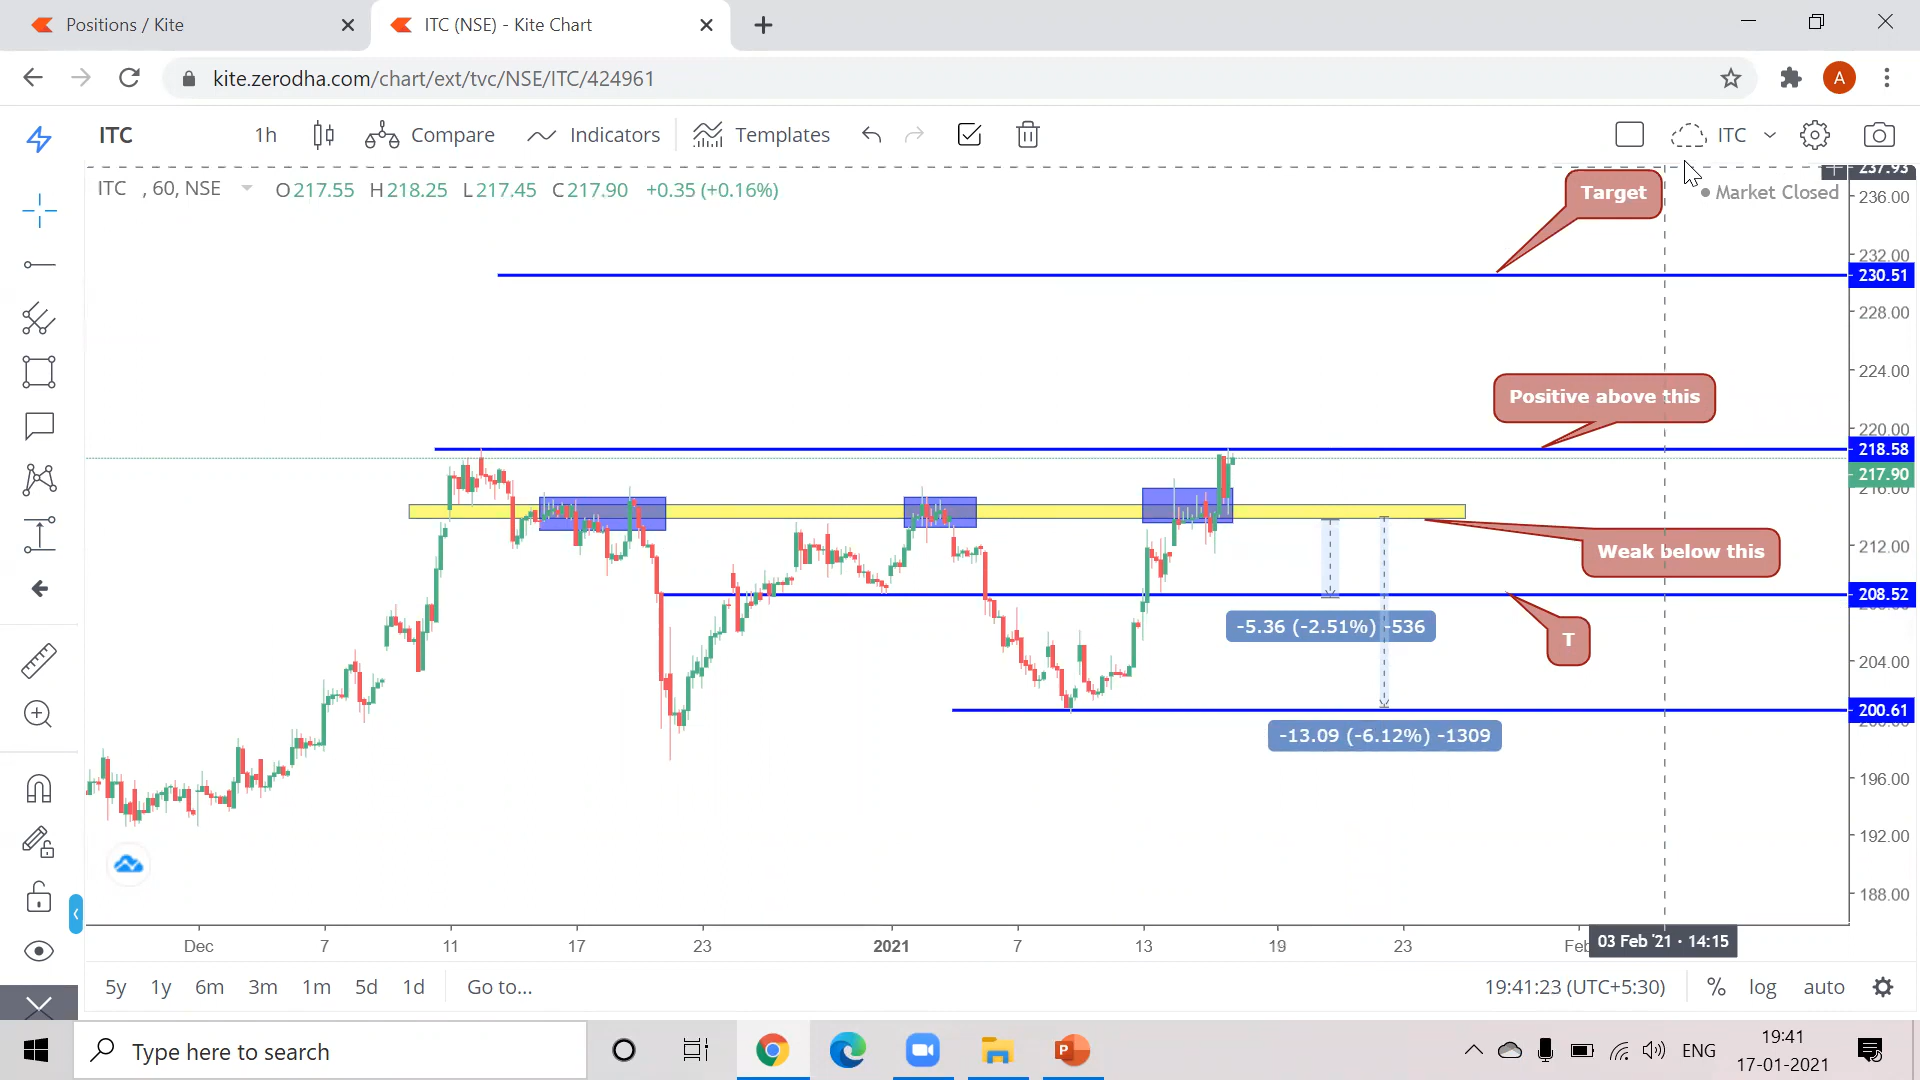 Positions / Kite
ITC (NSE) - Kite Chart
kite.zerodha.com/chart/ext/tvc/NSE/ITC/424961
A
ITC 1h Compare Indicators Templates ITC
ITC , 60, NSE O217.55 H218.25 L217.45 C217.90 +0.35 (+0.16%)
237.93
Target
Market Closed
236.00
232.00
230.51
228.00
224.00
Positive above this
220.00
218.58
217.90
216.00
Weak below this
212.00
208.52
-5.36 (-2.51%) -536
T
204.00
200.61
-13.09 (-6.12%) -1309
196.00
192.00
188.00
Dec 7 11 17 23 2021 7 13 19 23 Feb
03 Feb '21 · 14:15
5y 1y 6m 3m 1m 5d 1d Go to... 19:41:23 (UTC+5:30) % log auto
Type here to search
P
ENG
19:41
17-01-2021